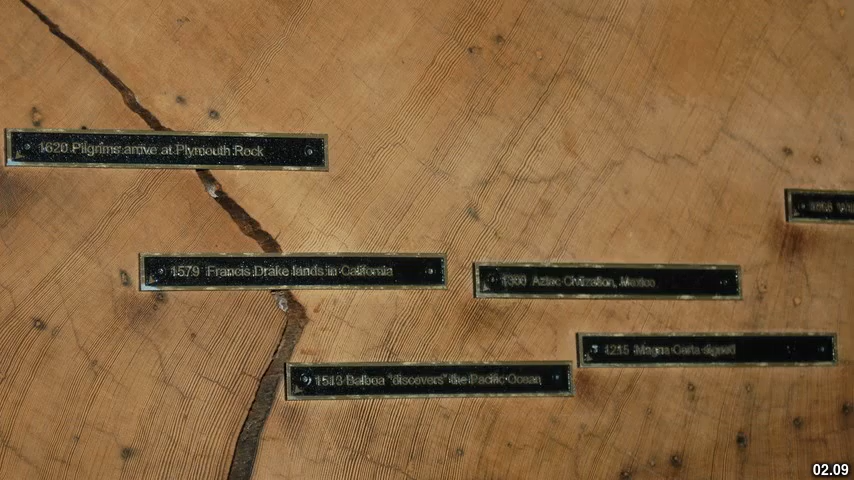 1620 Pilgrims arrive at Plymouth Rock
1579 Francis Drake lands in California
Aztec Civilization, Mexico
1215 Magna Carta signed
1513 Balboa "discovers" the Pacific Ocean
02.09